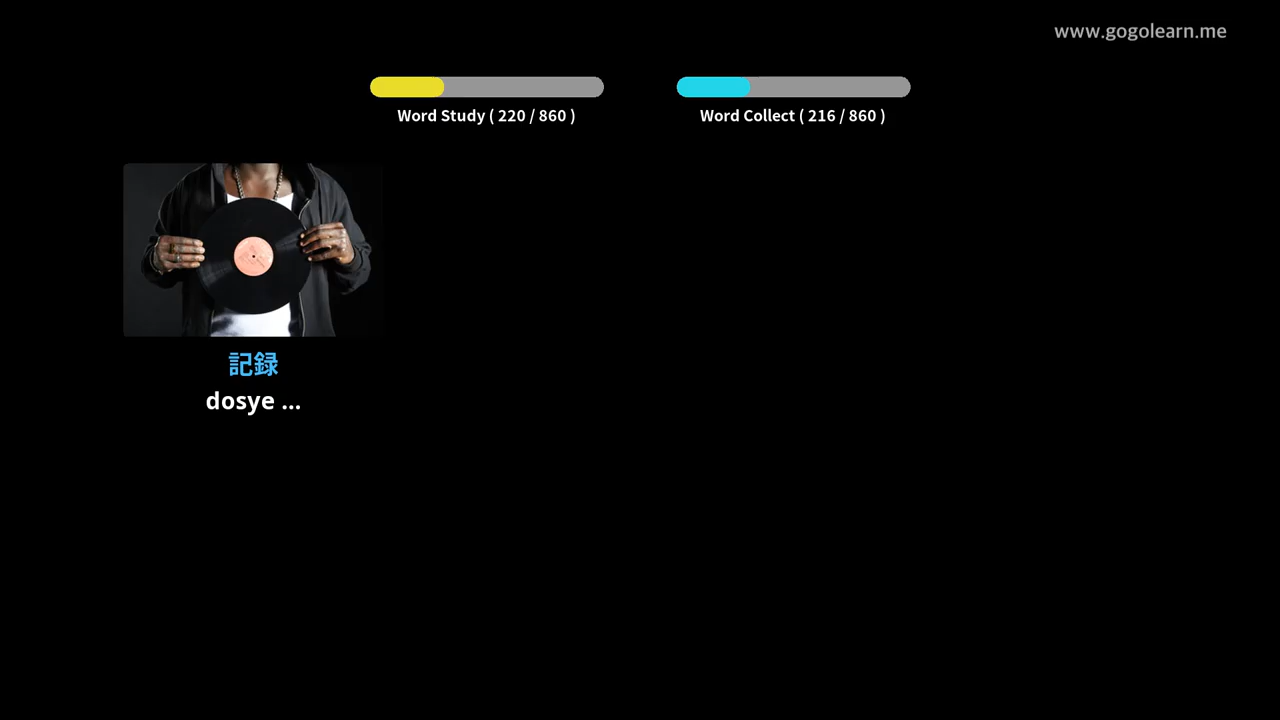 www.gogolearn.me
Word Study ( 220 / 860 )
Word Collect ( 216 / 860 )
記録
dosye ...